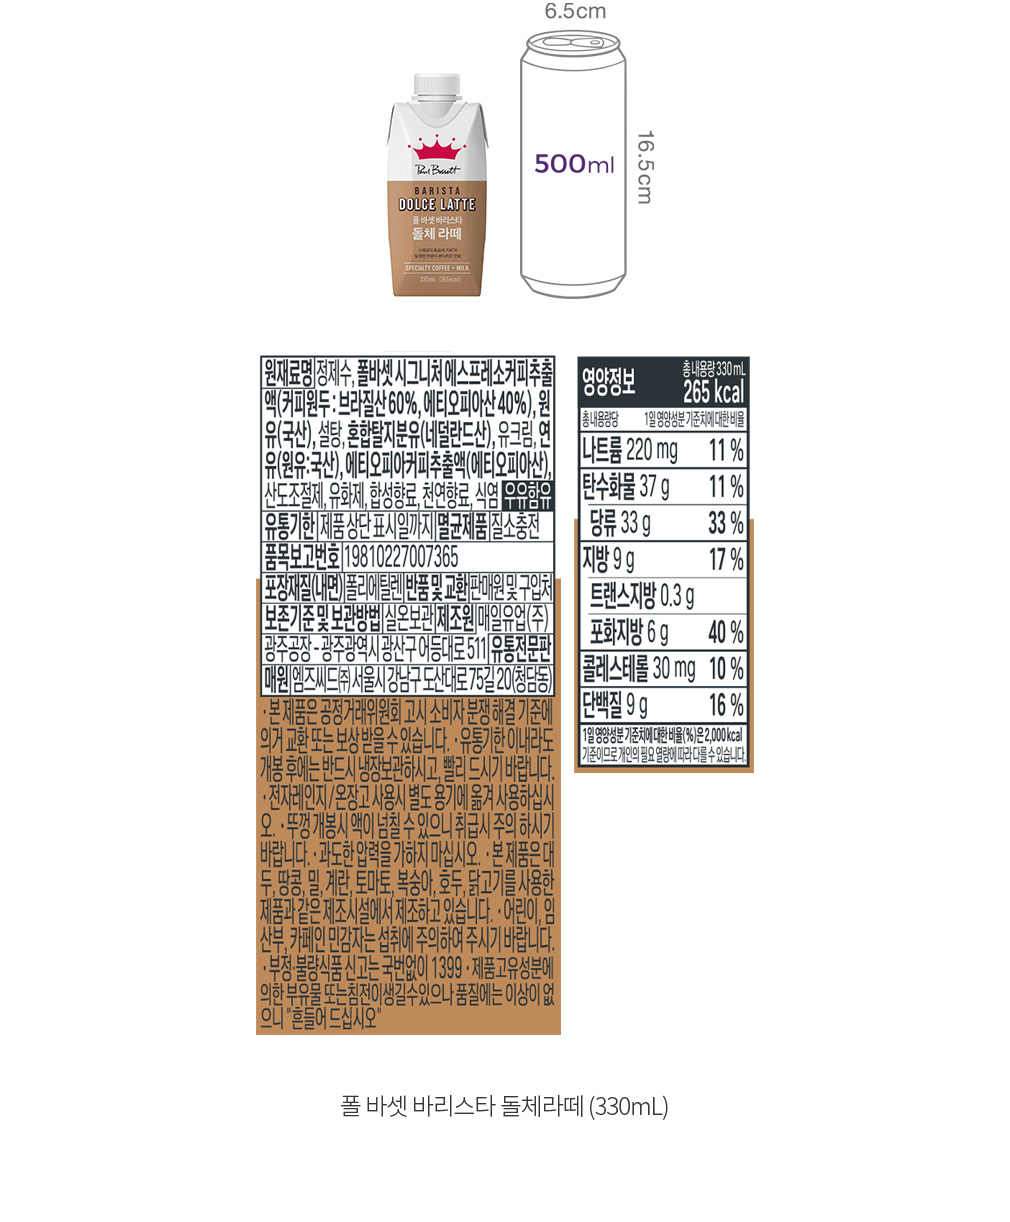 6.5cm
500ml
16.5cm
Paul Bassett
BARISTA
DOLCE LATTE
폴 바셋 바리스타
돌체 라떼
SPECIALTY COFFEE + MILK
330mL (265kcal)
원재료명 정제수, 폴바셋 시그니처 에스프레소커피추출
액(커피원두 : 브라질산 60%, 에티오피아산 40%), 원
유(국산), 설탕, 혼합탈지분유(네덜란드산), 유크림, 연
유(원유:국산), 에티오피아커피추출액(에티오피아산),
산도조절제, 유화제, 합성향료, 천연향료, 식염 우유함유
유통기한 제품 상단 표시일까지 멸균제품 질소충전
품목보고번호 19810227007365
포장재질(내면) 폴리에틸렌 반품 및 교환 판매원 및 구입처
보존기준 및 보관방법 실온보관 제조원 매일유업(주)
광주공장 - 광주광역시 광산구 어등대로 511 유통전문판
매원 엠즈씨드㈜ 서울시 강남구 도산대로 75길 20(청담동)
· 본 제품은 공정거래위원회 고시 소비자 분쟁 해결 기준에
의거 교환 또는 보상 받을 수 있습니다. · 유통기한 이내라도
개봉 후에는 반드시 냉장보관하시고, 빨리 드시기 바랍니다.
· 전자레인지 / 온장고 사용시 별도 용기에 옮겨 사용하십시
오. · 뚜껑 개봉시 액이 넘칠 수 있으니 취급시 주의 하시기
바랍니다. · 과도한 압력을 가하지 마십시오. · 본 제품은 대
두, 땅콩, 밀, 계란, 토마토, 복숭아, 호두, 닭고기를 사용한
제품과 같은 제조시설에서 제조하고 있습니다. · 어린이, 임
산부, 카페인 민감자는 섭취에 주의하여 주시기 바랍니다.
· 부정·불량식품 신고는 국번없이 1399 · 제품고유성분에
의한 부유물 또는침전이생길수있으나 품질에는 이상이 없
으니 "흔들어 드십시오"
영양정보
총 내용량 330 mL
265 kcal
총 내용량당 1일 영양성분 기준치에 대한 비율
나트륨 220 mg 11 %
탄수화물 37 g 11 %
당류 33 g 33 %
지방 9 g 17 %
트랜스지방 0.3 g
포화지방 6 g 40 %
콜레스테롤 30 mg 10 %
단백질 9 g 16 %
1일 영양성분 기준치에 대한 비율(%)은 2,000 kcal
기준이므로 개인의 필요 열량에 따라 다를 수 있습니다.
폴 바셋 바리스타 돌체라떼 (330mL)